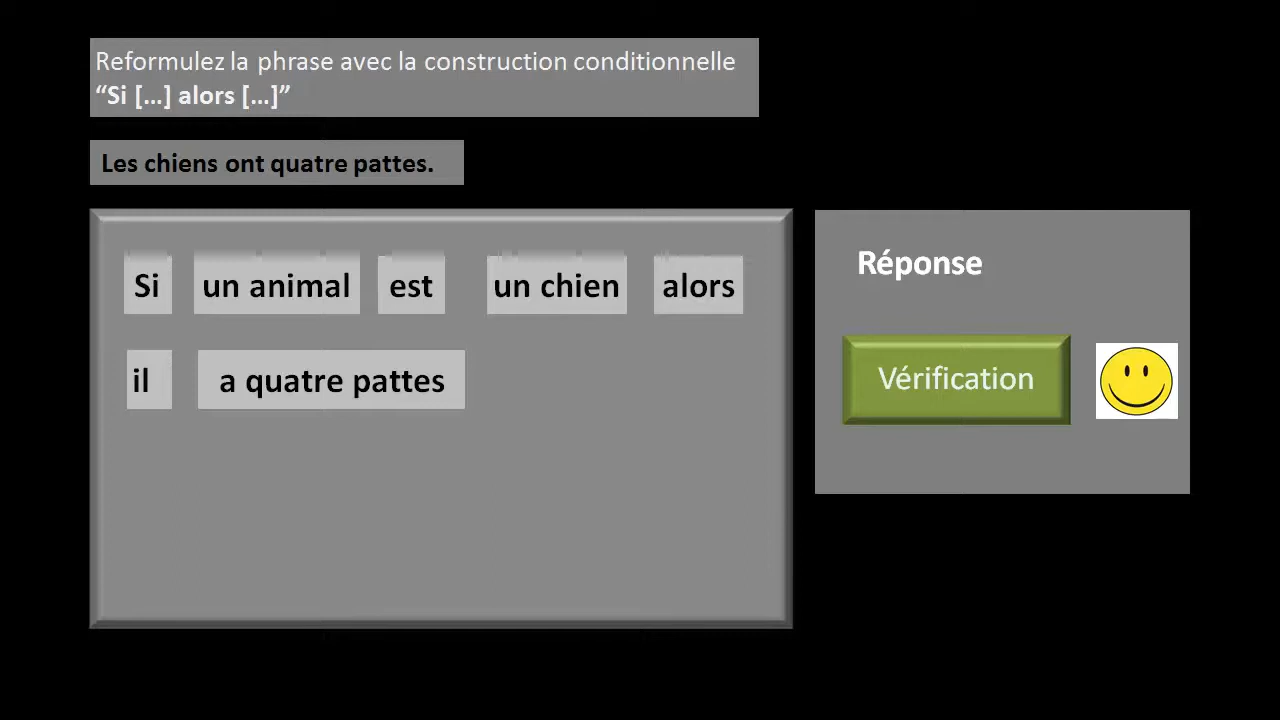 Reformulez la phrase avec la construction conditionnelle
“Si [...] alors [...]”
Les chiens ont quatre pattes.
Si un animal est un chien alors
il a quatre pattes
Réponse
Vérification